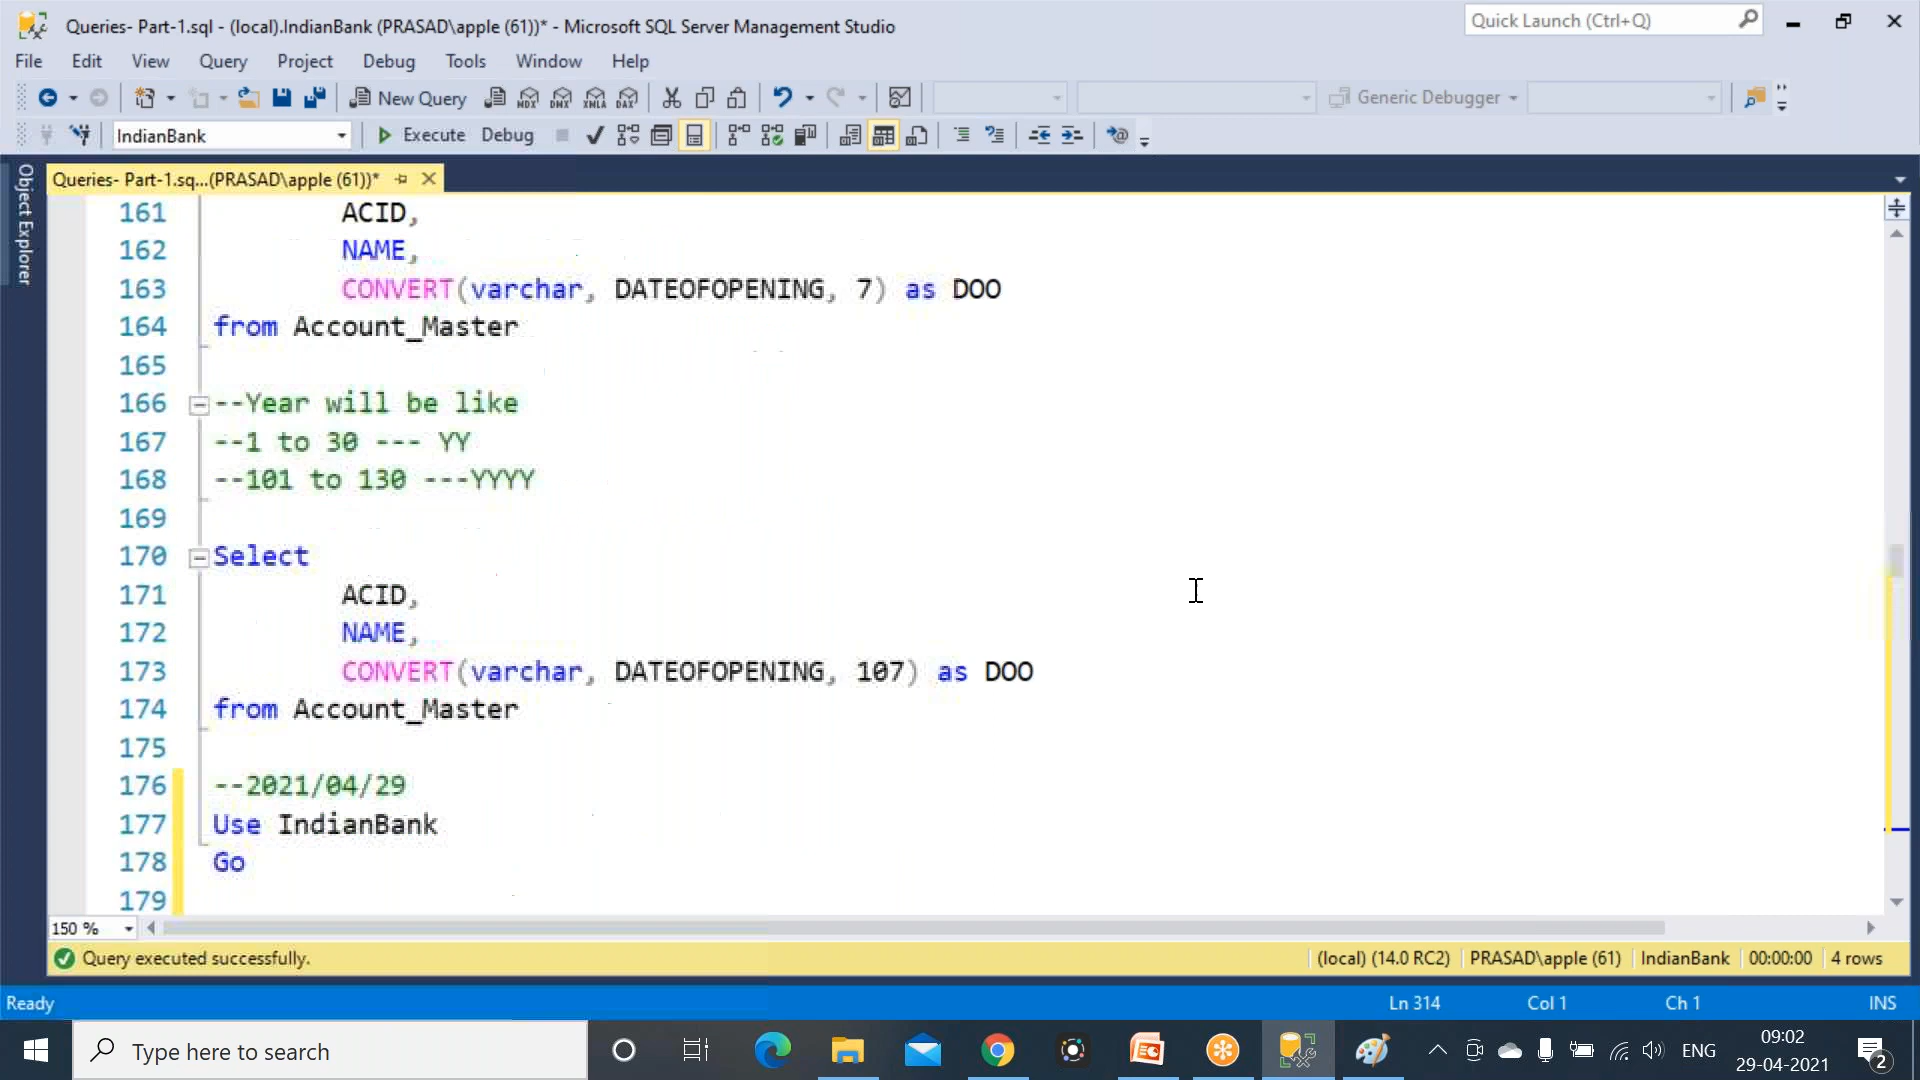 Queries- Part-1.sql - (local).IndianBank (PRASAD\apple (61))* - Microsoft SQL Server Management Studio
Quick Launch (Ctrl+Q)
File Edit View Query Project Debug Tools Window Help
New Query MDX DMX XMLA DAX Generic Debugger
IndianBank Execute Debug
Object Explorer
Queries- Part-1.sq...(PRASAD\apple (61))*
161 ACID,
162 NAME,
163 CONVERT(varchar, DATEOFOPENING, 7) as DOO
164 from Account_Master
165
166 --Year will be like
167 --1 to 30 --- YY
168 --101 to 130 ---YYYY
169
170 Select
171 ACID,
172 NAME,
173 CONVERT(varchar, DATEOFOPENING, 107) as DOO
174 from Account_Master
175
176 --2021/04/29
177 Use IndianBank
178 Go
179
150 %
Query executed successfully. (local) (14.0 RC2) PRASAD\apple (61) IndianBank 00:00:00 4 rows
Ready Ln 314 Col 1 Ch 1 INS
Type here to search
ENG
09:02
29-04-2021
2